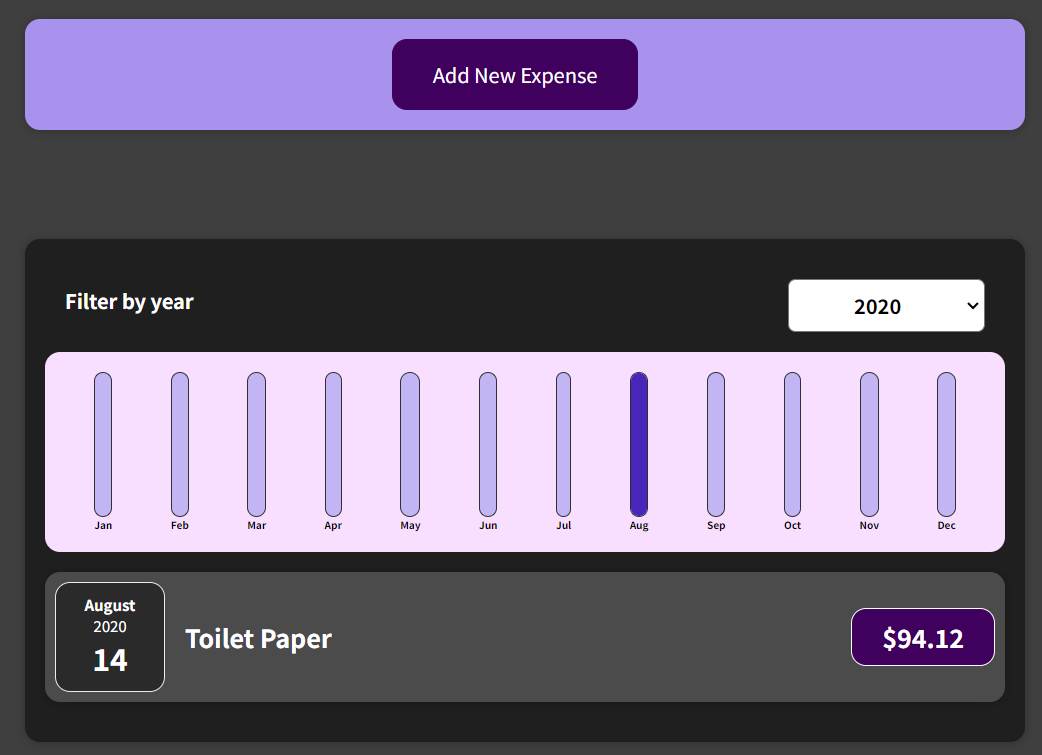 Add New Expense
Filter by year
2020
Jan Feb Mar Apr May Jun Jul Aug Sep Oct Nov Dec
August
2020
14
Toilet Paper
$94.12